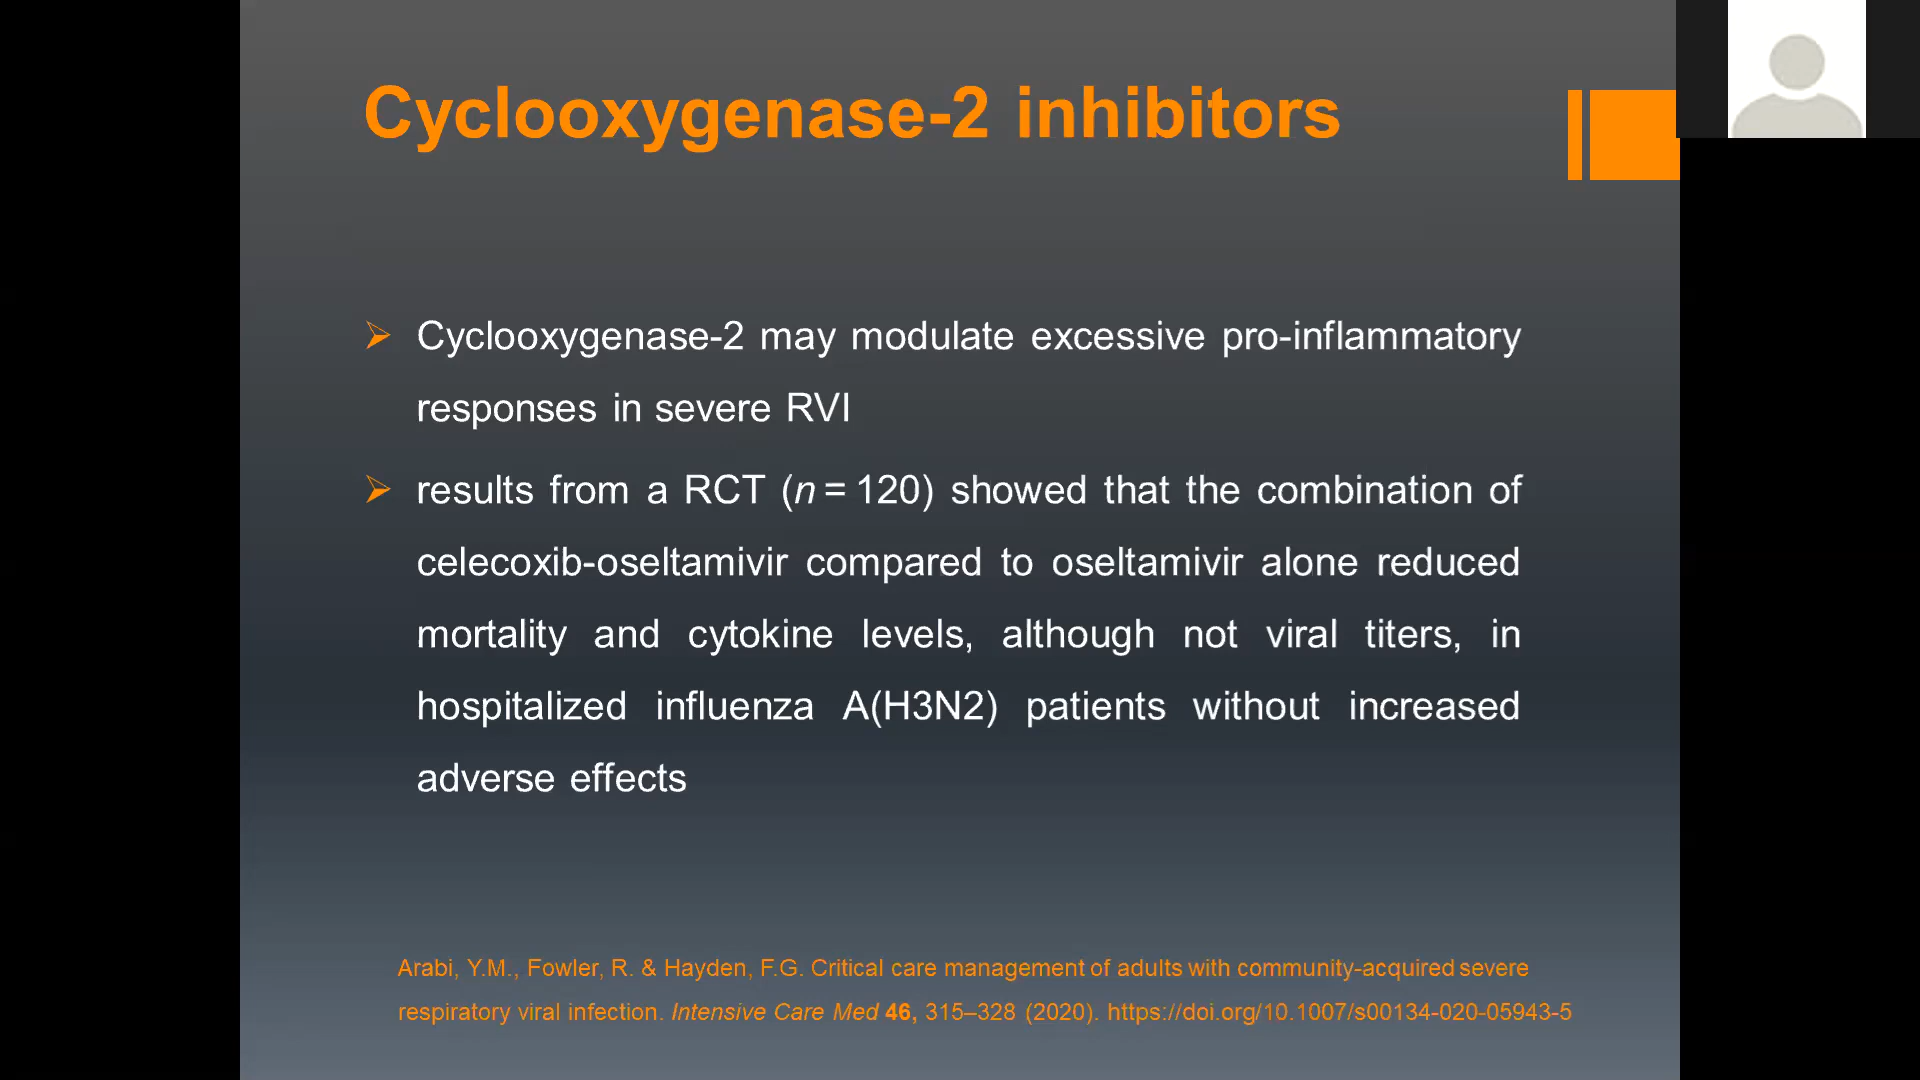 Cyclooxygenase-2 inhibitors
➢ Cyclooxygenase-2 may modulate excessive pro-inflammatory
responses in severe RVI
➢ results from a RCT (n = 120) showed that the combination of
celecoxib-oseltamivir compared to oseltamivir alone reduced
mortality and cytokine levels, although not viral titers, in
hospitalized influenza A(H3N2) patients without increased
adverse effects
Arabi, Y.M., Fowler, R. & Hayden, F.G. Critical care management of adults with community-acquired severe
respiratory viral infection. Intensive Care Med 46, 315–328 (2020). https://doi.org/10.1007/s00134-020-05943-5